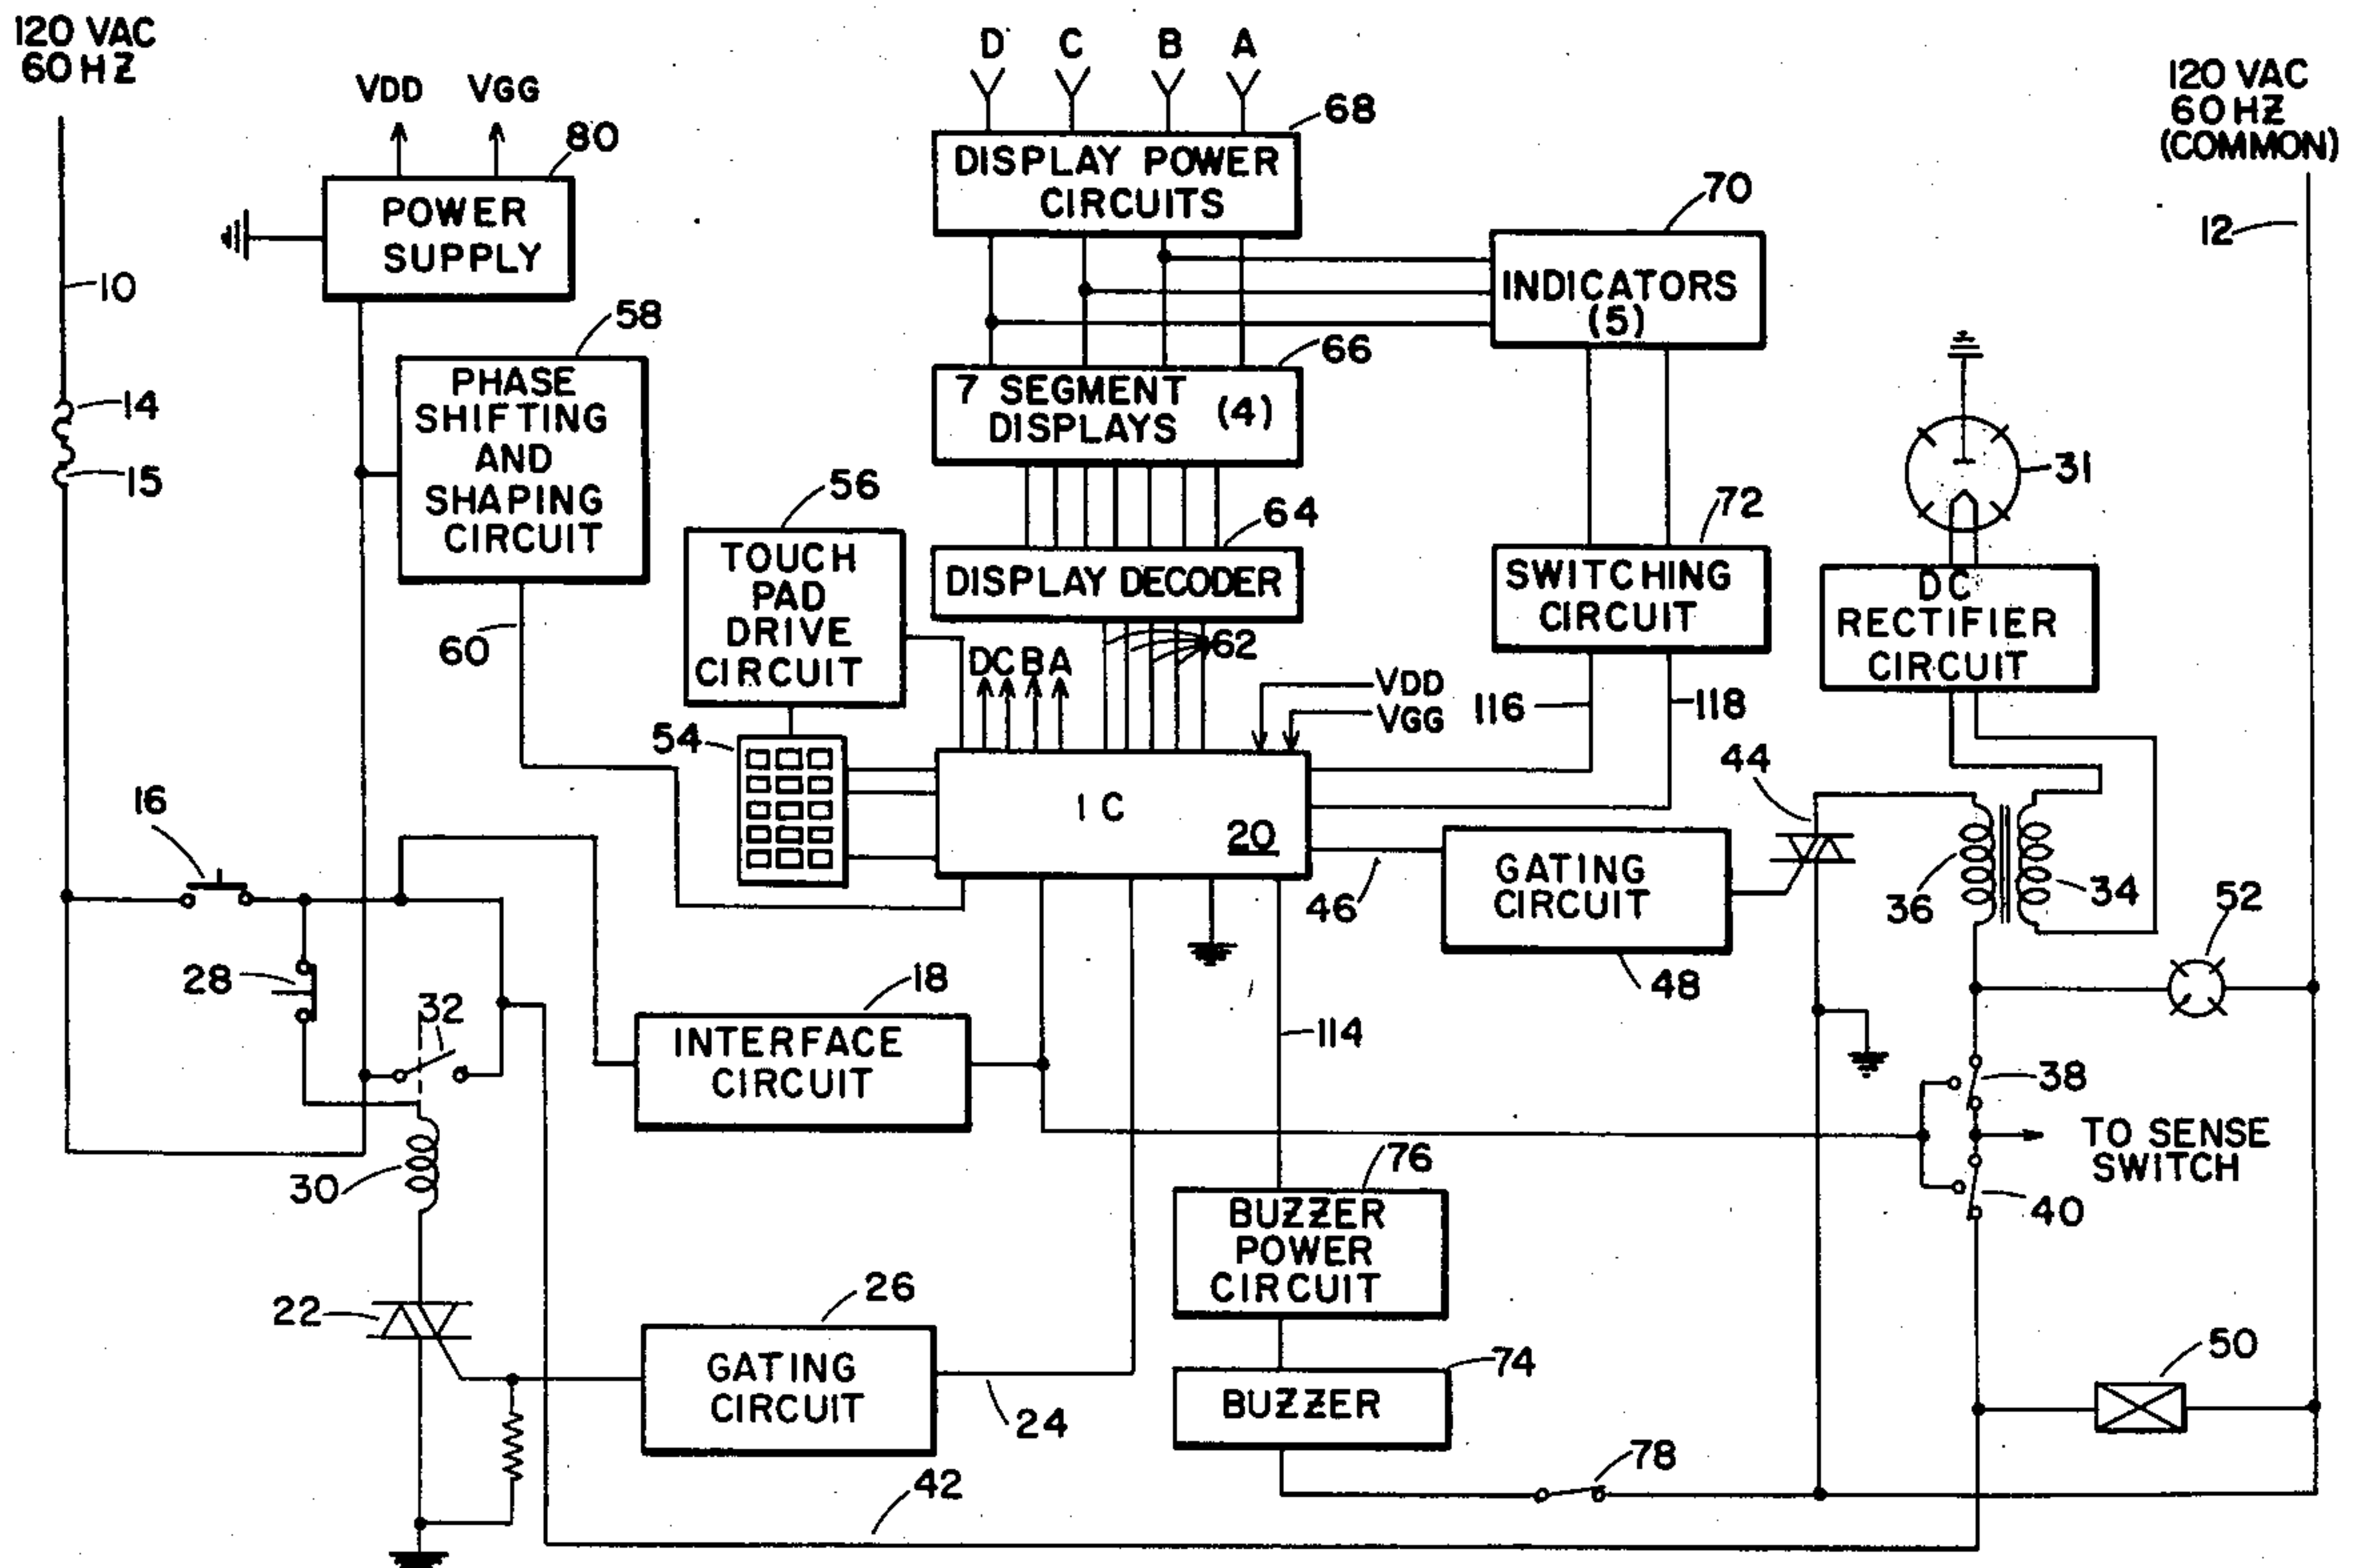 120 VAC
60 HZ
VDD
VGG
80
POWER
SUPPLY
10
D
C
B
A
68
DISPLAY POWER
CIRCUITS
70
INDICATORS
(5)
120 VAC
60 HZ
(COMMON)
12
58
PHASE
SHIFTING
AND
SHAPING
CIRCUIT
14
15
66
7 SEGMENT
DISPLAYS
(4)
31
56
TOUCH
PAD
DRIVE
CIRCUIT
64
DISPLAY DECODER
72
SWITCHING
CIRCUIT
DC
RECTIFIER
CIRCUIT
60
62
D C B A
VDD
VGG
116
118
54
IC
20
44
16
46
GATING
CIRCUIT
48
36
34
52
28
32
18
INTERFACE
CIRCUIT
114
38
TO SENSE
SWITCH
40
30
76
BUZZER
POWER
CIRCUIT
22
26
GATING
CIRCUIT
24
74
BUZZER
50
78
42